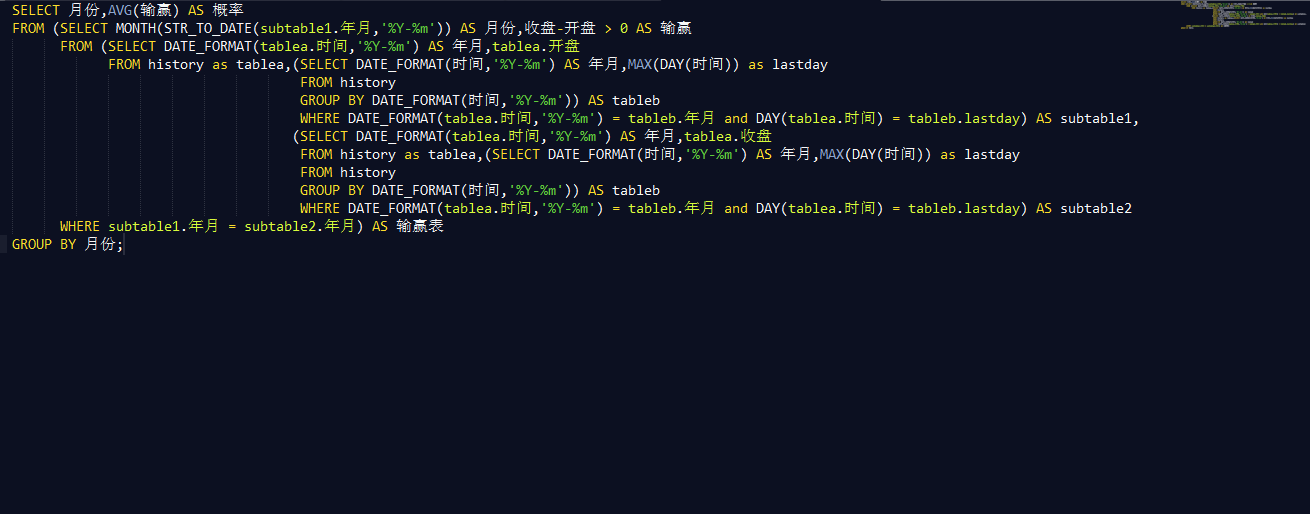 SELECT 月份,AVG(输赢) AS 概率
FROM (SELECT MONTH(STR_TO_DATE(subtable1.年月,'%Y-%m')) AS 月份,收盘-开盘 > 0 AS 输赢
FROM (SELECT DATE_FORMAT(tablea.时间,'%Y-%m') AS 年月,tablea.开盘
FROM history as tablea,(SELECT DATE_FORMAT(时间,'%Y-%m') AS 年月,MAX(DAY(时间)) as lastday
FROM history
GROUP BY DATE_FORMAT(时间,'%Y-%m')) AS tableb
WHERE DATE_FORMAT(tablea.时间,'%Y-%m') = tableb.年月 and DAY(tablea.时间) = tableb.lastday) AS subtable1,
(SELECT DATE_FORMAT(tablea.时间,'%Y-%m') AS 年月,tablea.收盘
FROM history as tablea,(SELECT DATE_FORMAT(时间,'%Y-%m') AS 年月,MAX(DAY(时间)) as lastday
FROM history
GROUP BY DATE_FORMAT(时间,'%Y-%m')) AS tableb
WHERE DATE_FORMAT(tablea.时间,'%Y-%m') = tableb.年月 and DAY(tablea.时间) = tableb.lastday) AS subtable2
WHERE subtable1.年月 = subtable2.年月) AS 输赢表
GROUP BY 月份;